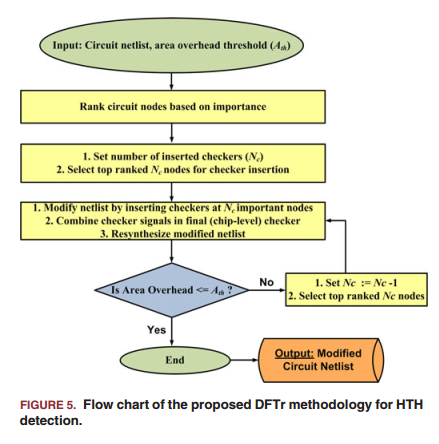 Input: Circuit netlist, area overhead threshold (Ath)
Rank circuit nodes based on importance
1. Set number of inserted checkers (Nc)
2. Select top ranked Nc nodes for checker insertion
1. Modify netlist by inserting checkers at Nc important nodes
2. Combine checker signals in final (chip-level) checker
3. Resynthesize modified netlist
Is Area Overhead <= Ath ?
No
1. Set Nc := Nc -1
2. Select top ranked Nc nodes
Yes
End
Output: Modified
Circuit Netlist
FIGURE 5. Flow chart of the proposed DFTr methodology for HTH
detection.